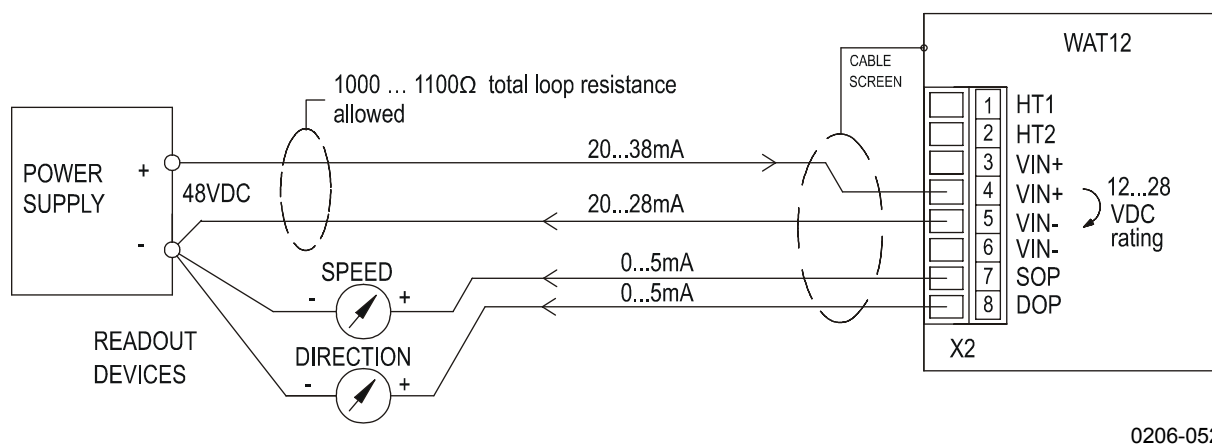 WAT12
CABLE
SCREEN
1000 ... 1100Ω total loop resistance
allowed
POWER
SUPPLY
+
-
48VDC
20...38mA
20...28mA
0...5mA
0...5mA
SPEED
- +
DIRECTION
- +
READOUT
DEVICES
1 HT1
2 HT2
3 VIN+
4 VIN+
5 VIN-
6 VIN-
7 SOP
8 DOP
12...28
VDC
rating
X2